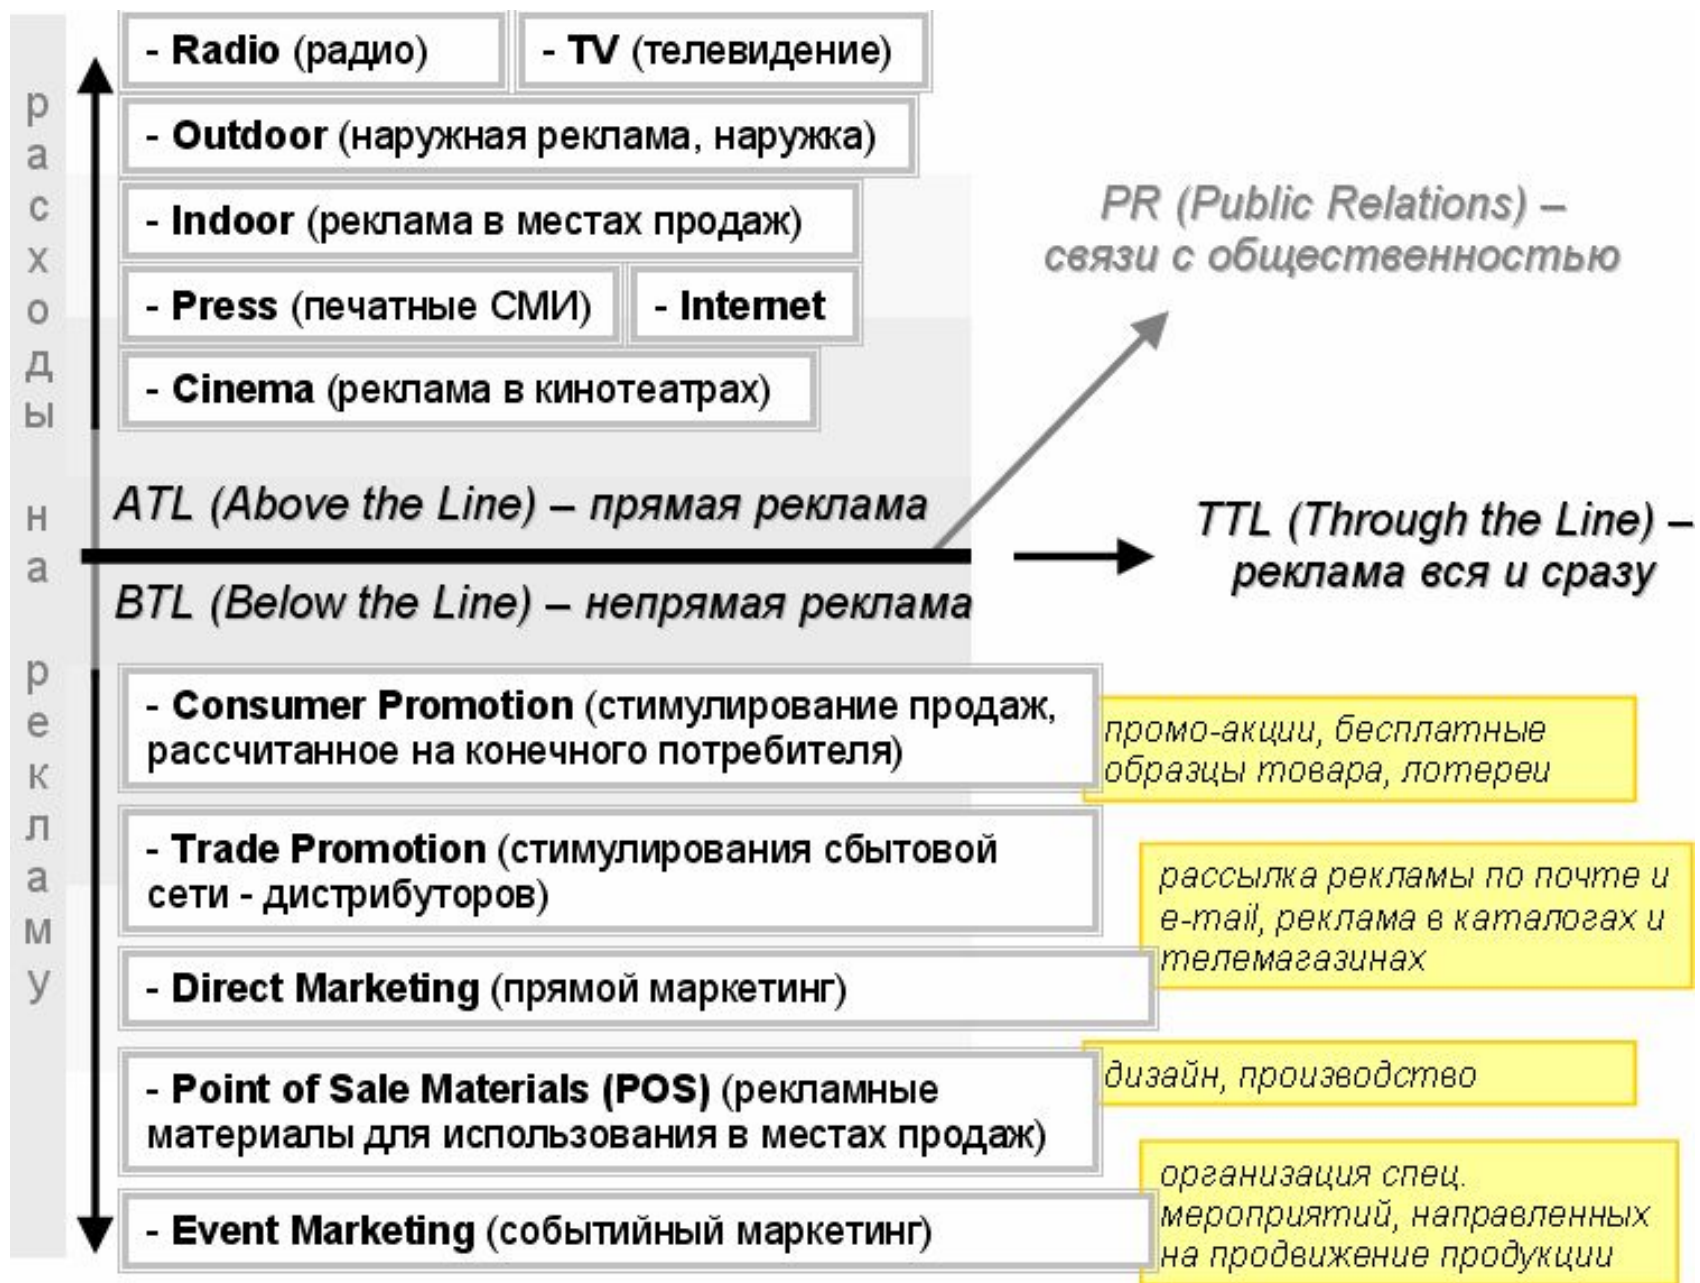 расходы на рекламу
- Radio (радио)
- TV (телевидение)
- Outdoor (наружная реклама, наружка)
- Indoor (реклама в местах продаж)
- Press (печатные СМИ)
- Internet
- Cinema (реклама в кинотеатрах)
PR (Public Relations) –
связи с общественностью
ATL (Above the Line) – прямая реклама
TTL (Through the Line) –
реклама вся и сразу
BTL (Below the Line) – непрямая реклама
- Consumer Promotion (стимулирование продаж,
рассчитанное на конечного потребителя)
промо-акции, бесплатные
образцы товара, лотереи
- Trade Promotion (стимулирования сбытовой
сети - дистрибуторов)
- Direct Marketing (прямой маркетинг)
рассылка рекламы по почте и
e-mail, реклама в каталогах и
телемагазинах
- Point of Sale Materials (POS) (рекламные
материалы для использования в местах продаж)
дизайн, производство
- Event Marketing (событийный маркетинг)
организация спец.
мероприятий, направленных
на продвижение продукции